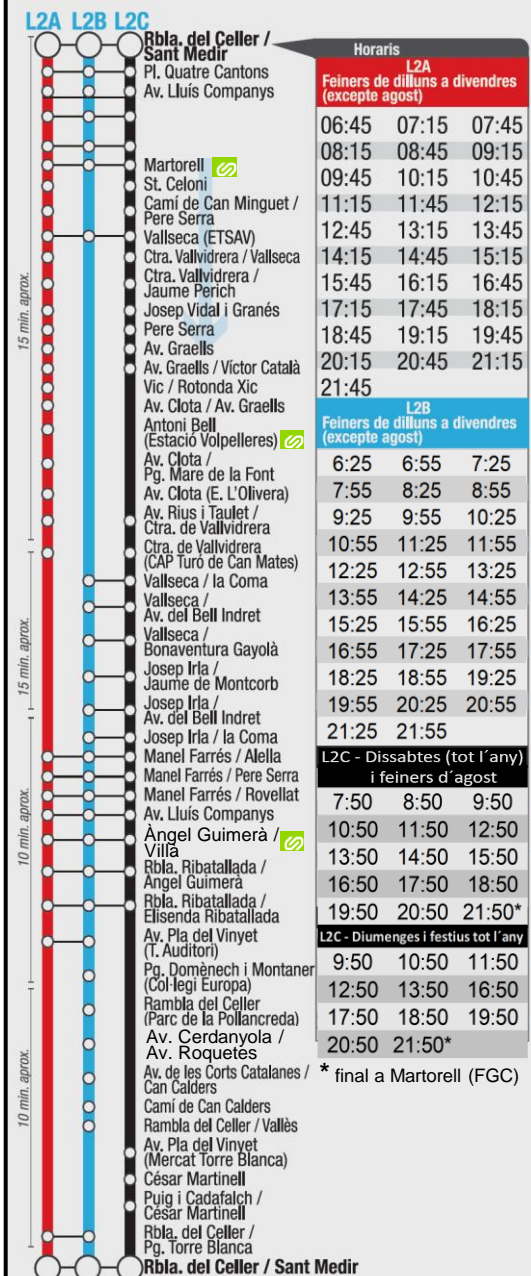 L2A L2B L2C
Rbla. del Celler /
Sant Medir
Pl. Quatre Cantons
Av. Lluís Companys
Martorell
St. Celoni
Camí de Can Minguet /
Pere Serra
Vallseca (ETSAV)
Ctra. Vallvidrera / Vallseca
Ctra. Vallvidrera /
Jaume Perich
Josep Vidal i Granés
Pere Serra
Av. Graells
Av. Graells / Víctor Català
Vic / Rotonda Xic
Av. Clota / Av. Graells
Antoni Bell
(Estació Volpelleres)
Av. Clota /
Pg. Mare de la Font
Av. Clota (E. L'Olivera)
Av. Rius i Taulet /
Ctra. de Vallvidrera
Ctra. de Vallvidrera
(CAP Turó de Can Mates)
Vallseca / la Coma
Vallseca /
Av. del Bell Indret
Vallseca /
Bonaventura Gayolà
Josep Irla /
Jaume de Montcorb
Josep Irla /
Av. del Bell Indret
Josep Irla / la Coma
Manel Farrés / Alella
Manel Farrés / Pere Serra
Manel Farrés / Rovellat
Av. Lluís Companys
Àngel Guimerà /
Villà
Rbla. Ribatallada /
Àngel Guimerà
Rbla. Ribatallada /
Elisenda Ribatallada
Av. Pla del Vinyet
(T. Auditori)
Pg. Domènech i Montaner
(Col·legi Europa)
Rambla del Celler
(Parc de la Pollancreda)
Av. Cerdanyola /
Av. Roquetes
Av. de les Corts Catalanes /
Can Calders
Camí de Can Calders
Rambla del Celler / Vallès
Av. Pla del Vinyet
(Mercat Torre Blanca)
César Martinell
Puig i Cadafalch /
César Martinell
Rbla. del Celler /
Pg. Torre Blanca
Rbla. del Celler / Sant Medir
15 min. aprox.
15 min. aprox.
10 min. aprox.
10 min. aprox.
Horaris
L2A
Feiners de dilluns a divendres
(excepte agost)
06:45 07:15 07:45
08:15 08:45 09:15
09:45 10:15 10:45
11:15 11:45 12:15
12:45 13:15 13:45
14:15 14:45 15:15
15:45 16:15 16:45
17:15 17:45 18:15
18:45 19:15 19:45
20:15 20:45 21:15
21:45
L2B
Feiners de dilluns a divendres
(excepte agost)
6:25 6:55 7:25
7:55 8:25 8:55
9:25 9:55 10:25
10:55 11:25 11:55
12:25 12:55 13:25
13:55 14:25 14:55
15:25 15:55 16:25
16:55 17:25 17:55
18:25 18:55 19:25
19:55 20:25 20:55
21:25 21:55
L2C - Dissabtes (tot l´any)
i feiners d´agost
7:50 8:50 9:50
10:50 11:50 12:50
13:50 14:50 15:50
16:50 17:50 18:50
19:50 20:50 21:50*
L2C - Diumenges i festius tot l´any
9:50 10:50 11:50
12:50 13:50 16:50
17:50 18:50 19:50
20:50 21:50*
* final a Martorell (FGC)